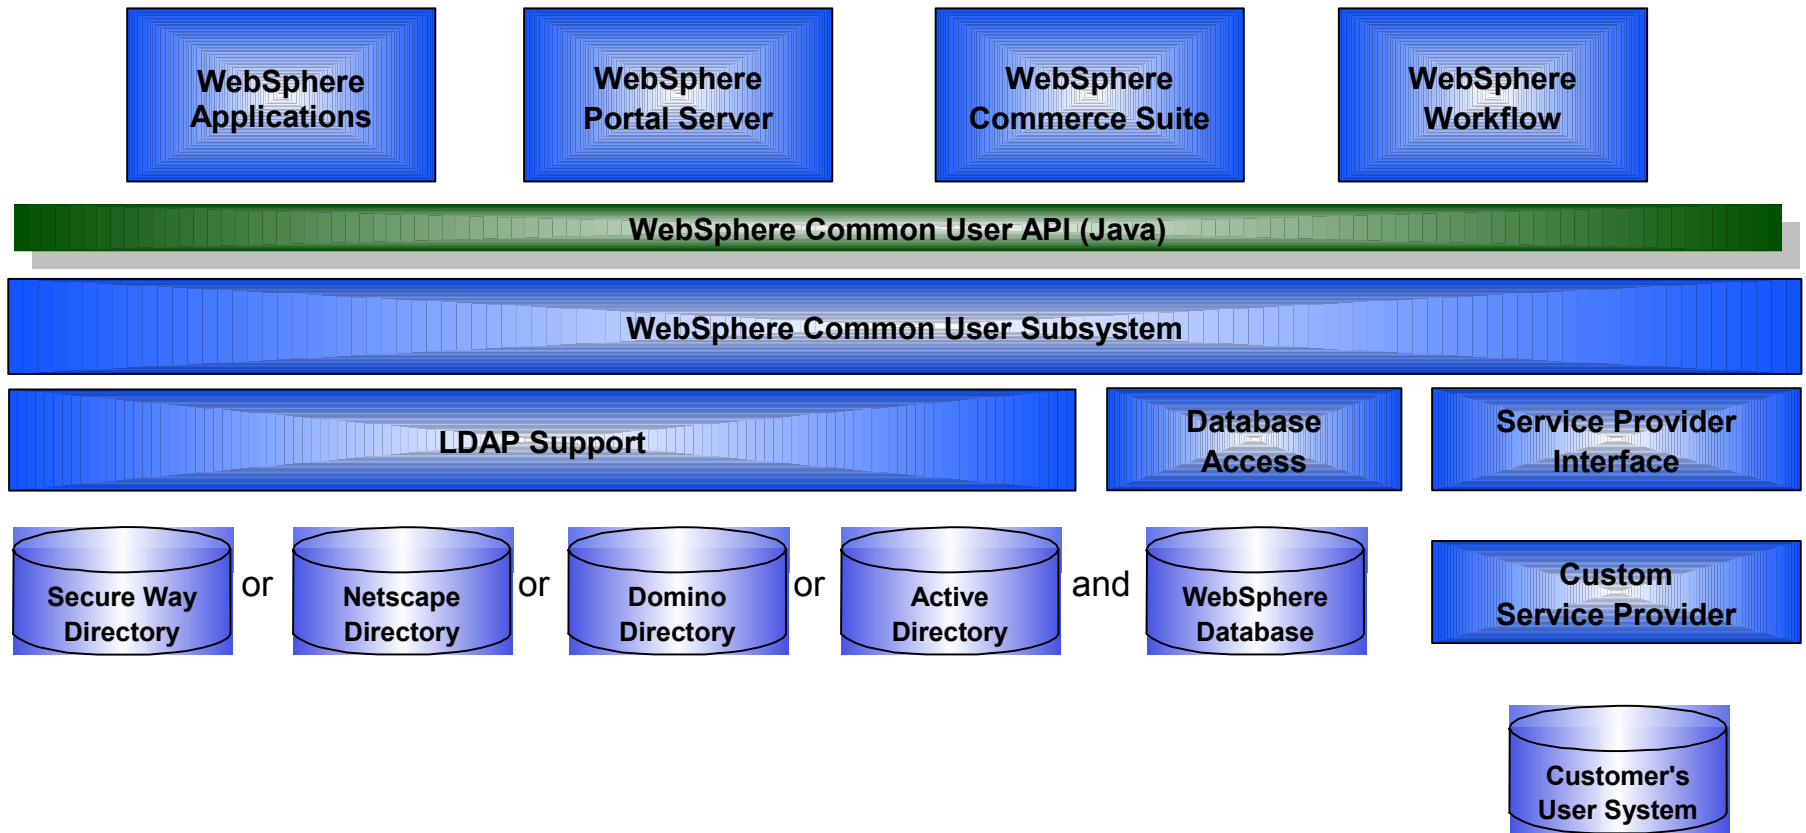 WebSphere
Applications
WebSphere
Portal Server
WebSphere
Commerce Suite
WebSphere
Workflow
WebSphere Common User API (Java)
WebSphere Common User Subsystem
LDAP Support
Database
Access
Service Provider
Interface
Secure Way
Directory
or
Netscape
Directory
or
Domino
Directory
or
Active
Directory
and
WebSphere
Database
Custom
Service Provider
Customer's
User System